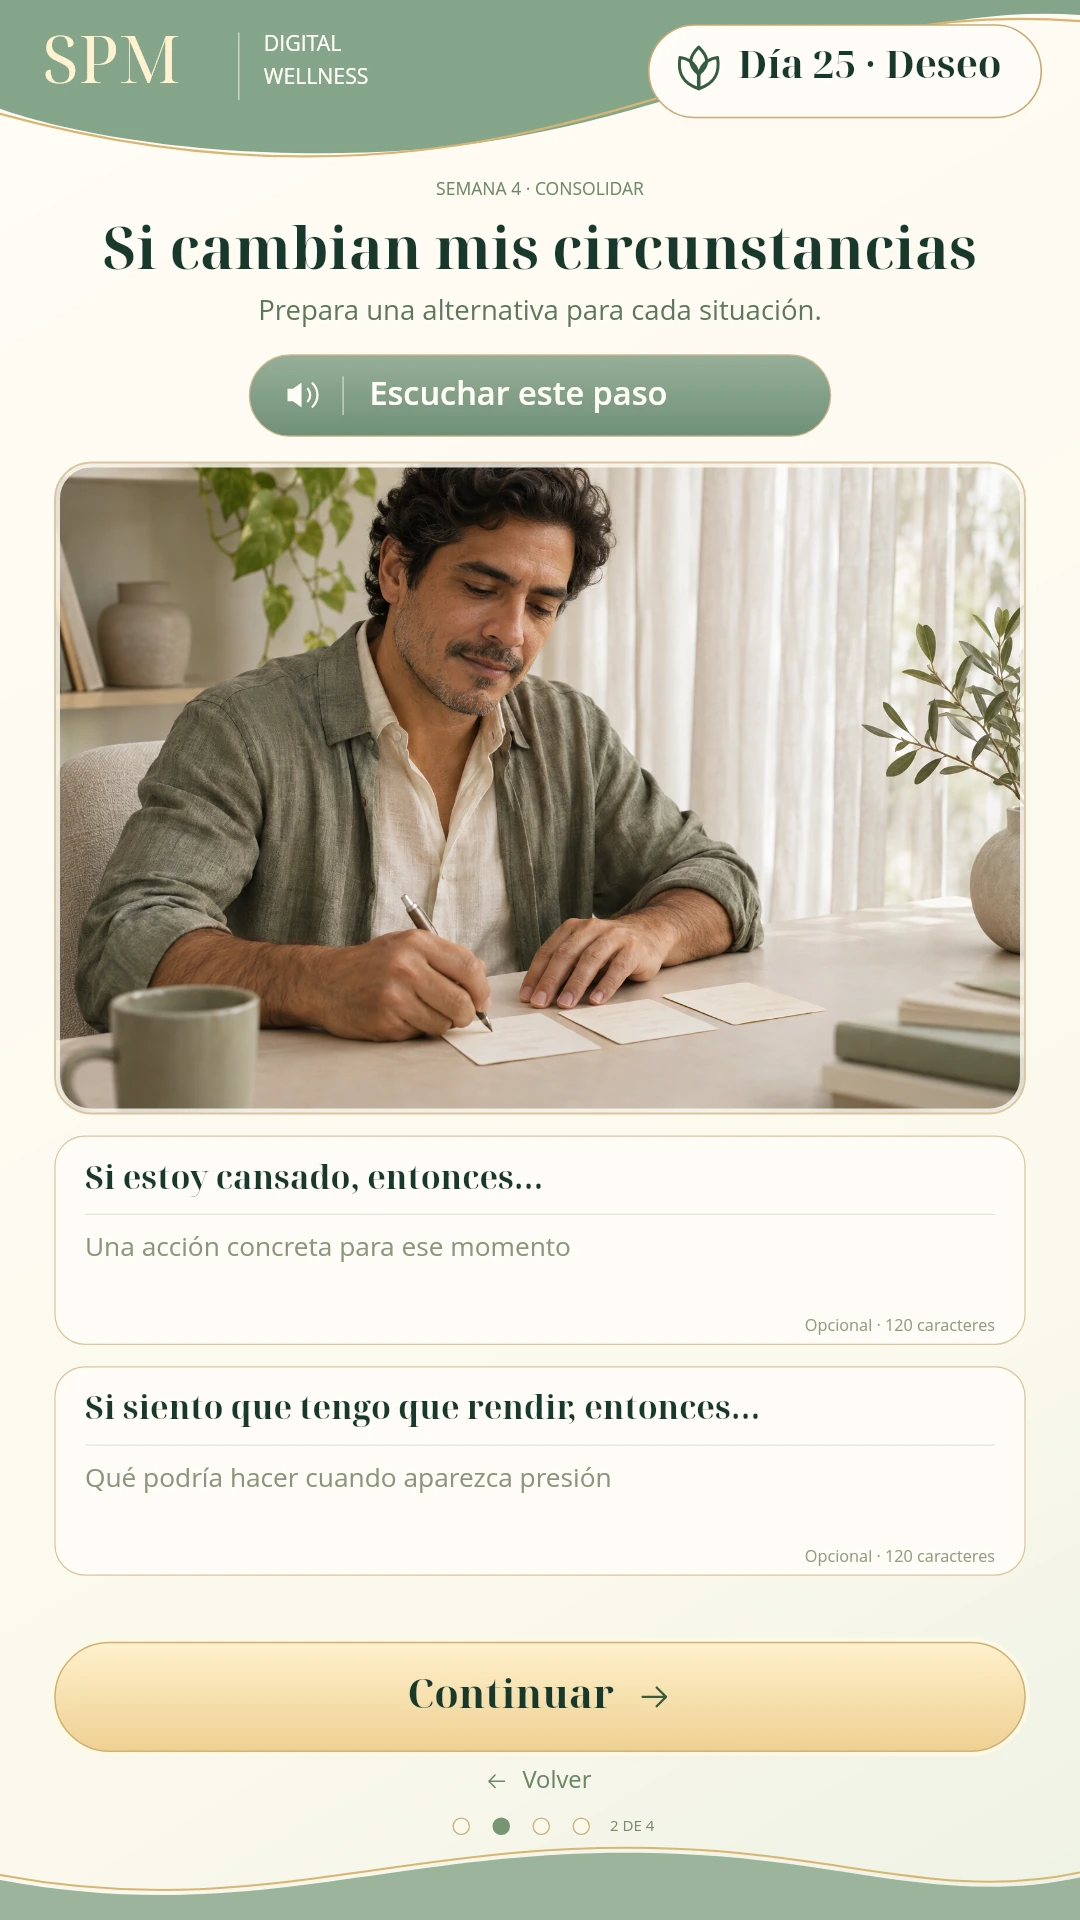 SPM
DIGITAL
WELLNESS
Día 25 · Deseo
SEMANA 4 · CONSOLIDAR
Si cambian mis circunstancias
Prepara una alternativa para cada situación.
Escuchar este paso
Si estoy cansado, entonces...
Una acción concreta para ese momento
Opcional · 120 caracteres
Si siento que tengo que rendir, entonces...
Qué podría hacer cuando aparezca presión
Opcional · 120 caracteres
Continuar →
← Volver
2 DE 4